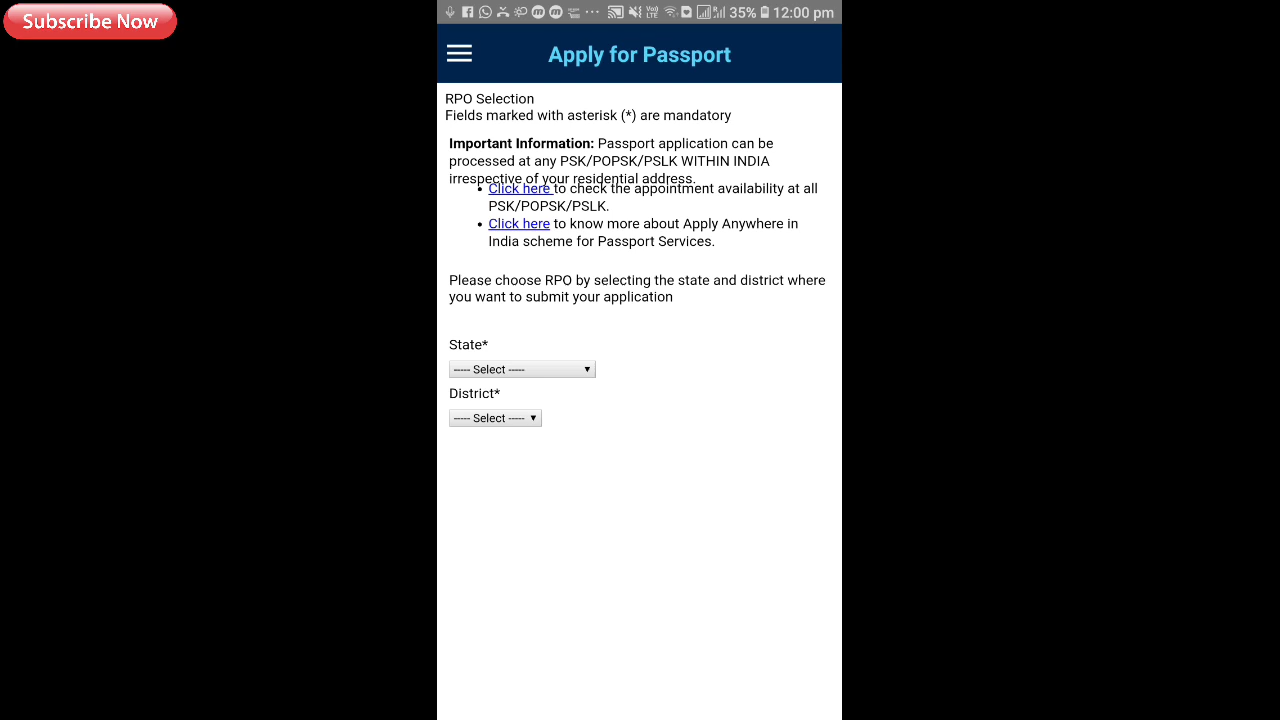 Subscribe Now
35% 12:00 pm
Apply for Passport
RPO Selection
Fields marked with asterisk (*) are mandatory
Important Information: Passport application can be
processed at any PSK/POPSK/PSLK WITHIN INDIA
irrespective of your residential address.
• Click here to check the appointment availability at all
PSK/POPSK/PSLK.
• Click here to know more about Apply Anywhere in
India scheme for Passport Services.
Please choose RPO by selecting the state and district where
you want to submit your application
State*
----- Select -----
District*
----- Select -----